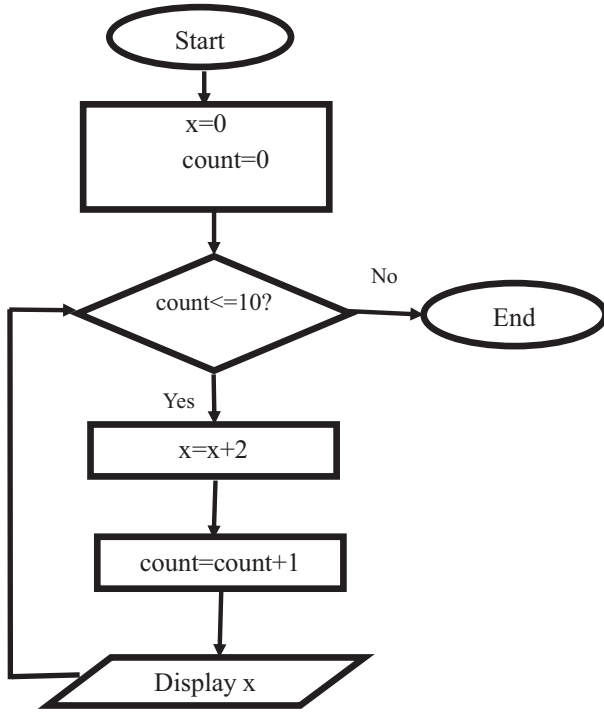 Start
x=0
count=0
count<=10?
No
End
Yes
x=x+2
count=count+1
Display x